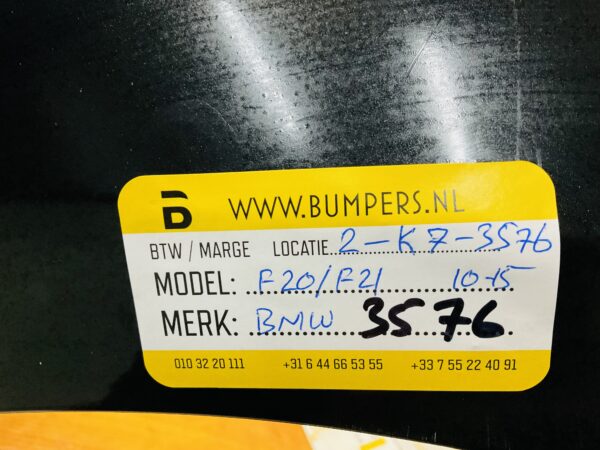 WWW.BUMPERS.NL
BTW / MARGE LOCATIE 2-K7-3576
MODEL: F20/F21 10-15
MERK: BMW 3576
010 32 20 111 +31 6 44 66 53 55 +33 7 55 22 40 91